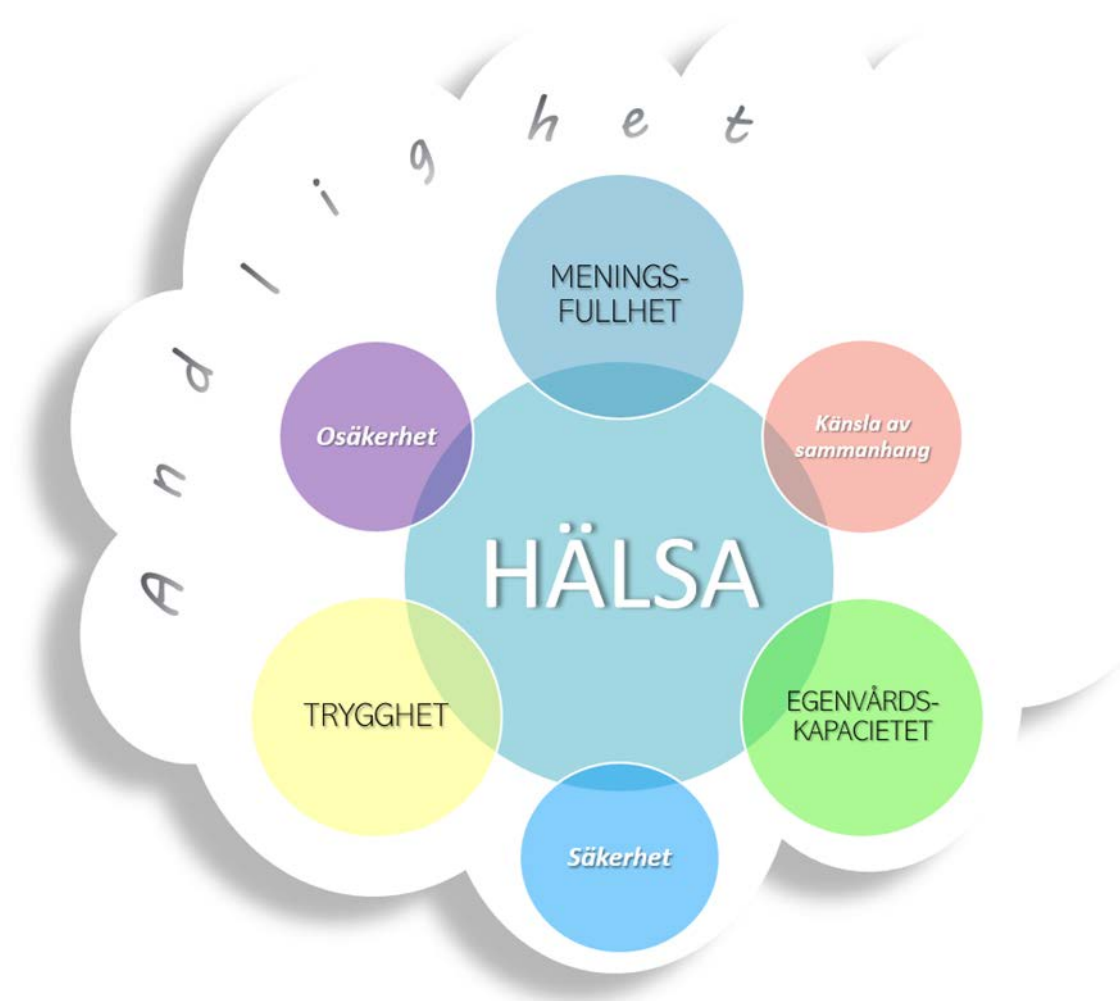 Andlighet
MENINGS-
FULLHET
Osäkerhet
Känsla av
sammanhang
HÄLSA
TRYGGHET
EGENVÅRDS-
KAPACIETET
Säkerhet